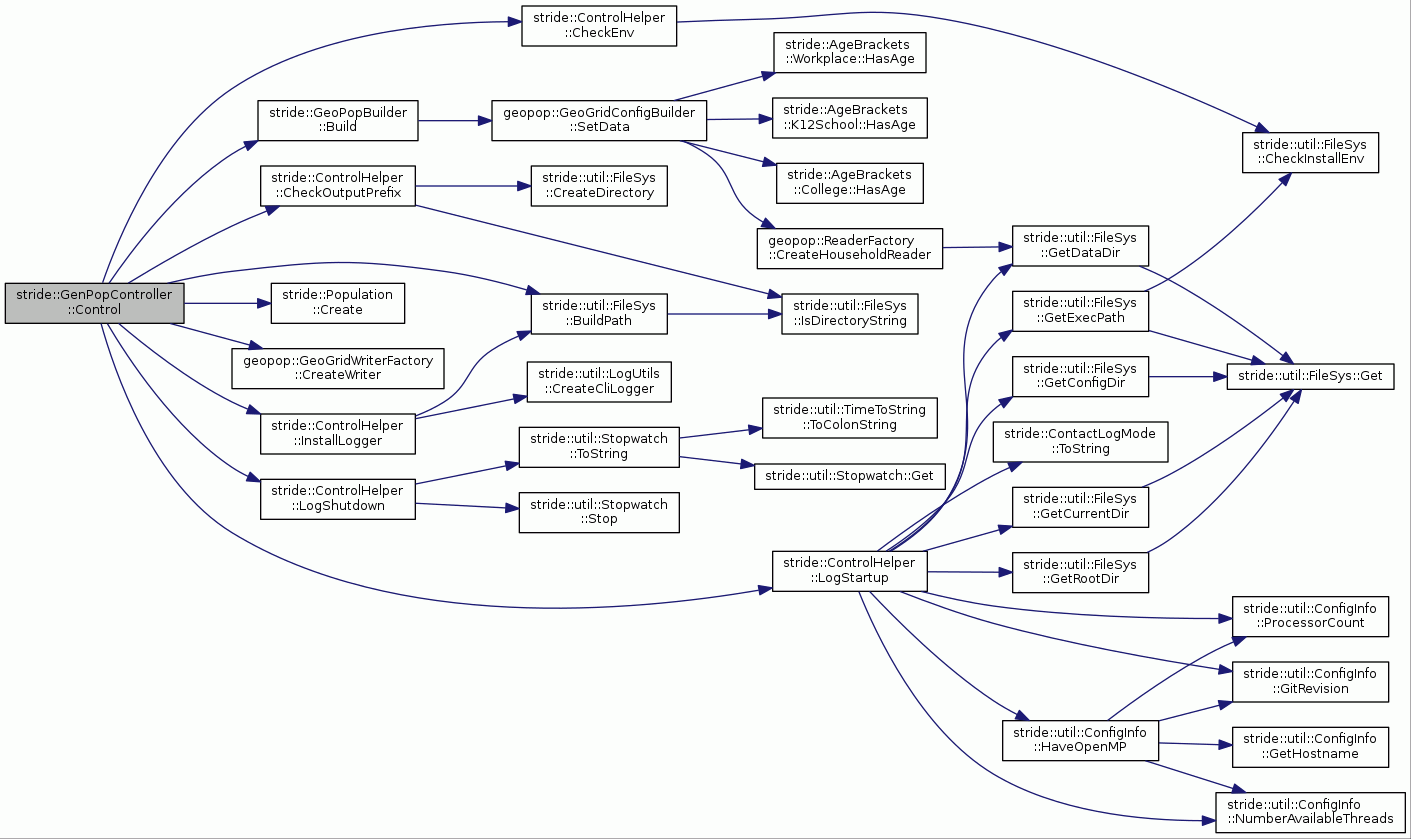 stride::GenPopController
::Control
stride::ControlHelper
::CheckEnv
stride::GeoPopBuilder
::Build
stride::ControlHelper
::CheckOutputPrefix
stride::Population
::Create
geopop::GeoGridWriterFactory
::CreateWriter
stride::ControlHelper
::InstallLogger
stride::ControlHelper
::LogShutdown
geopop::GeoGridConfigBuilder
::SetData
stride::util::FileSys
::CreateDirectory
stride::util::FileSys
::BuildPath
stride::util::LogUtils
::CreateCliLogger
stride::util::Stopwatch
::ToString
stride::util::Stopwatch
::Stop
stride::AgeBrackets
::Workplace::HasAge
stride::AgeBrackets
::K12School::HasAge
stride::AgeBrackets
::College::HasAge
geopop::ReaderFactory
::CreateHouseholdReader
stride::util::FileSys
::IsDirectoryString
stride::util::TimeToString
::ToColonString
stride::util::Stopwatch::Get
stride::ControlHelper
::LogStartup
stride::util::FileSys
::GetDataDir
stride::util::FileSys
::GetExecPath
stride::util::FileSys
::GetConfigDir
stride::ContactLogMode
::ToString
stride::util::FileSys
::GetCurrentDir
stride::util::FileSys
::GetRootDir
stride::util::ConfigInfo
::HaveOpenMP
stride::util::FileSys
::CheckInstallEnv
stride::util::FileSys::Get
stride::util::ConfigInfo
::ProcessorCount
stride::util::ConfigInfo
::GitRevision
stride::util::ConfigInfo
::GetHostname
stride::util::ConfigInfo
::NumberAvailableThreads